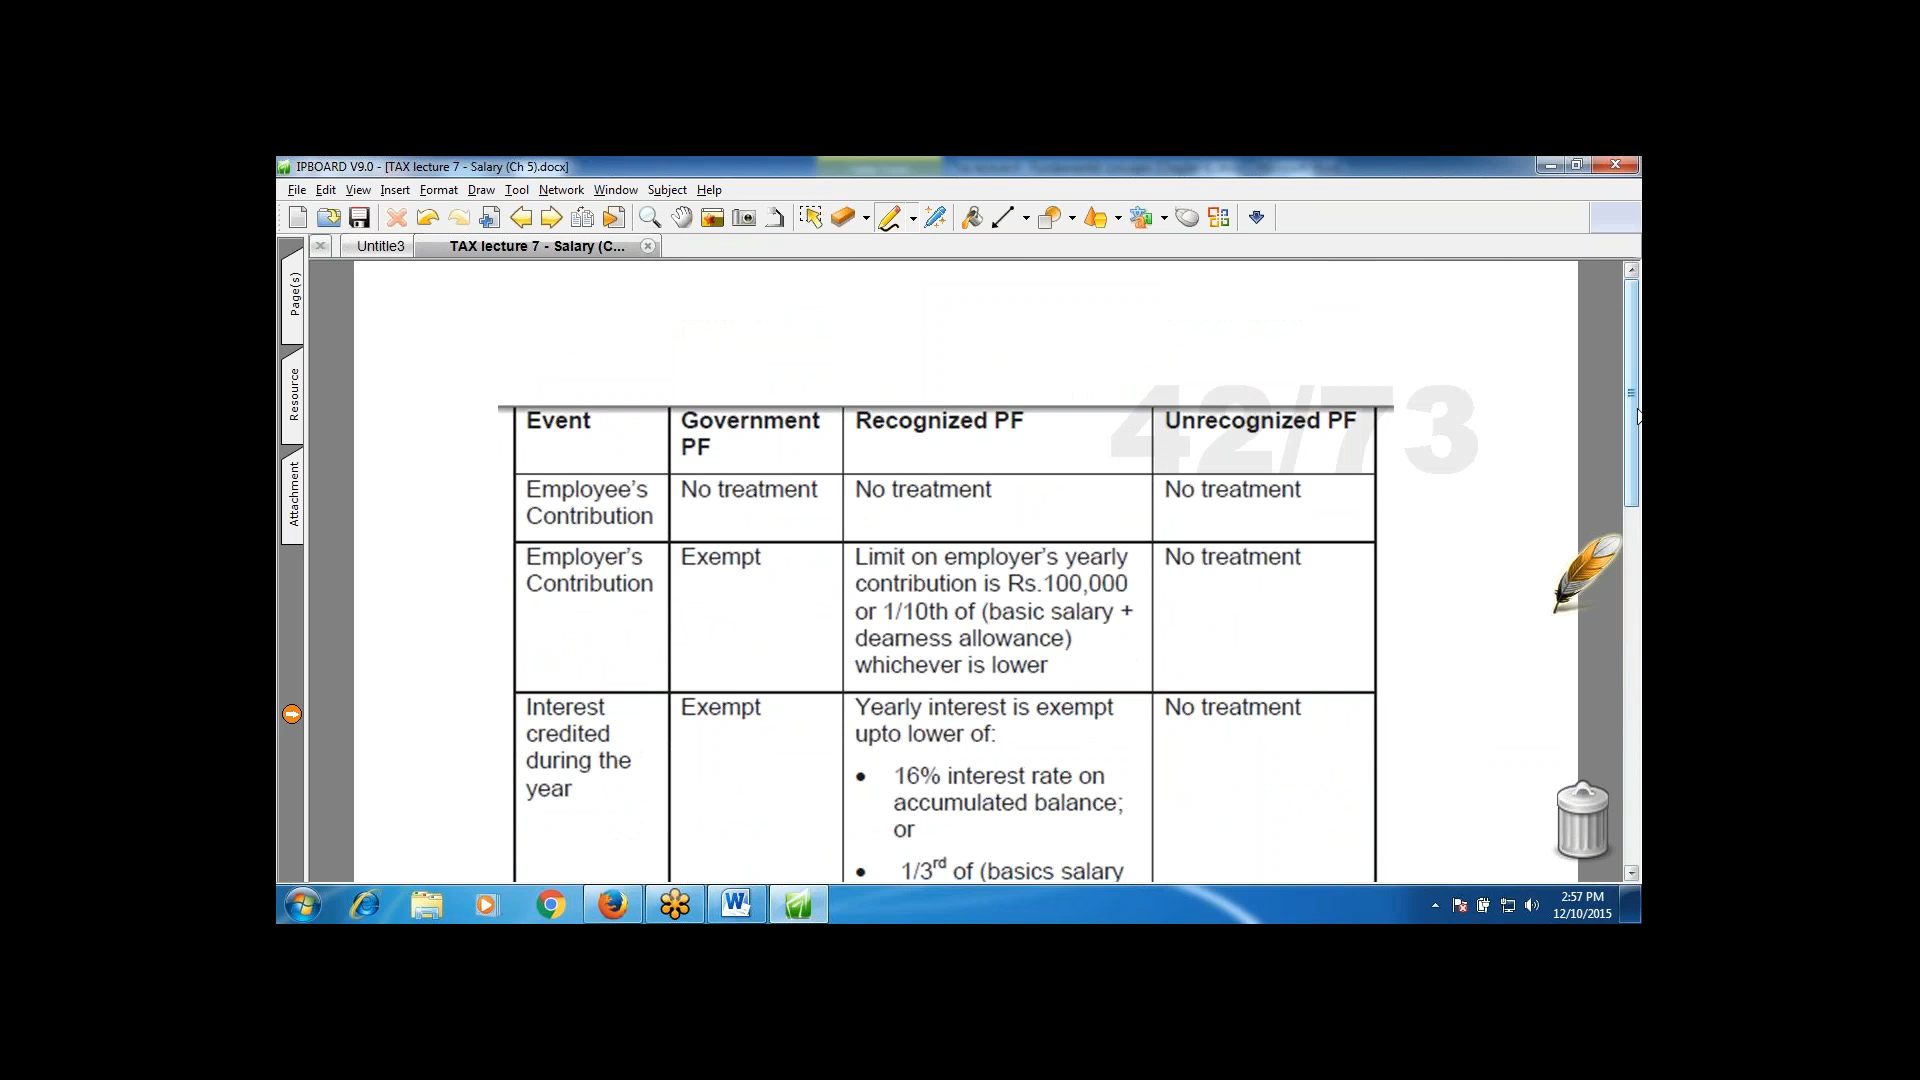 IPBOARD V9.0 - [TAX lecture 7 - Salary (Ch 5).docx]
File Edit View Insert Format Draw Tool Network Window Subject Help
Untitle3
TAX lecture 7 - Salary (C...
Page(s)
Resource
Attachment
42/73
Event
Government
PF
Recognized PF
Unrecognized PF
Employee's
Contribution
No treatment
No treatment
No treatment
Employer's
Contribution
Exempt
Limit on employer's yearly
contribution is Rs.100,000
or 1/10th of (basic salary +
dearness allowance)
whichever is lower
No treatment
Interest
credited
during the
year
Exempt
Yearly interest is exempt
upto lower of:
• 16% interest rate on
accumulated balance;
or
• 1/3rd of (basics salary
No treatment
2:57 PM
12/10/2015